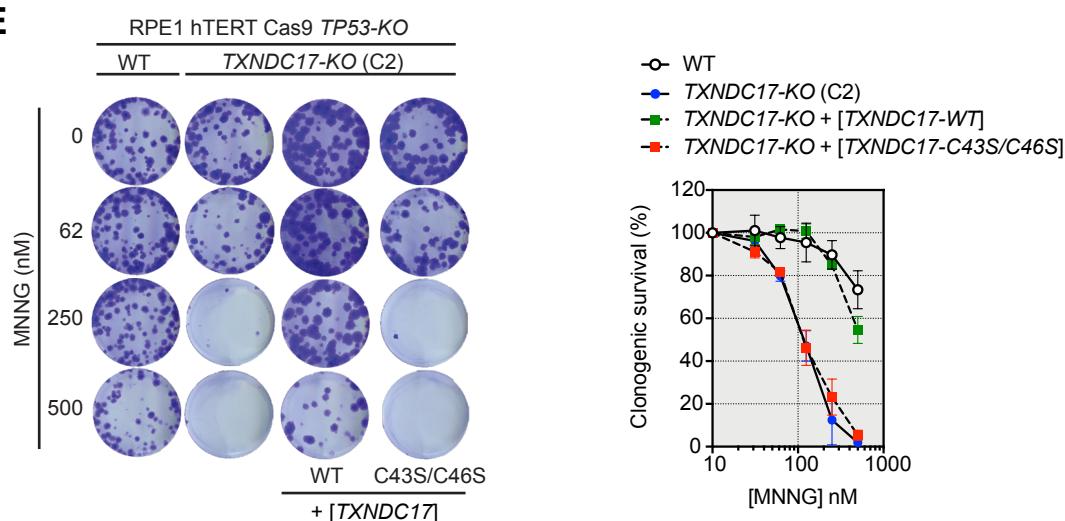 E
RPE1 hTERT Cas9 TP53-KO
WT TXNDC17-KO (C2)
MNNG (nM)
0
62
250
500
WT C43S/C46S
+ [TXNDC17]
WT
TXNDC17-KO (C2)
TXNDC17-KO + [TXNDC17-WT]
TXNDC17-KO + [TXNDC17-C43S/C46S]
Clonogenic survival (%)
120
100
80
60
40
20
0
10 100 1000
[MNNG] nM